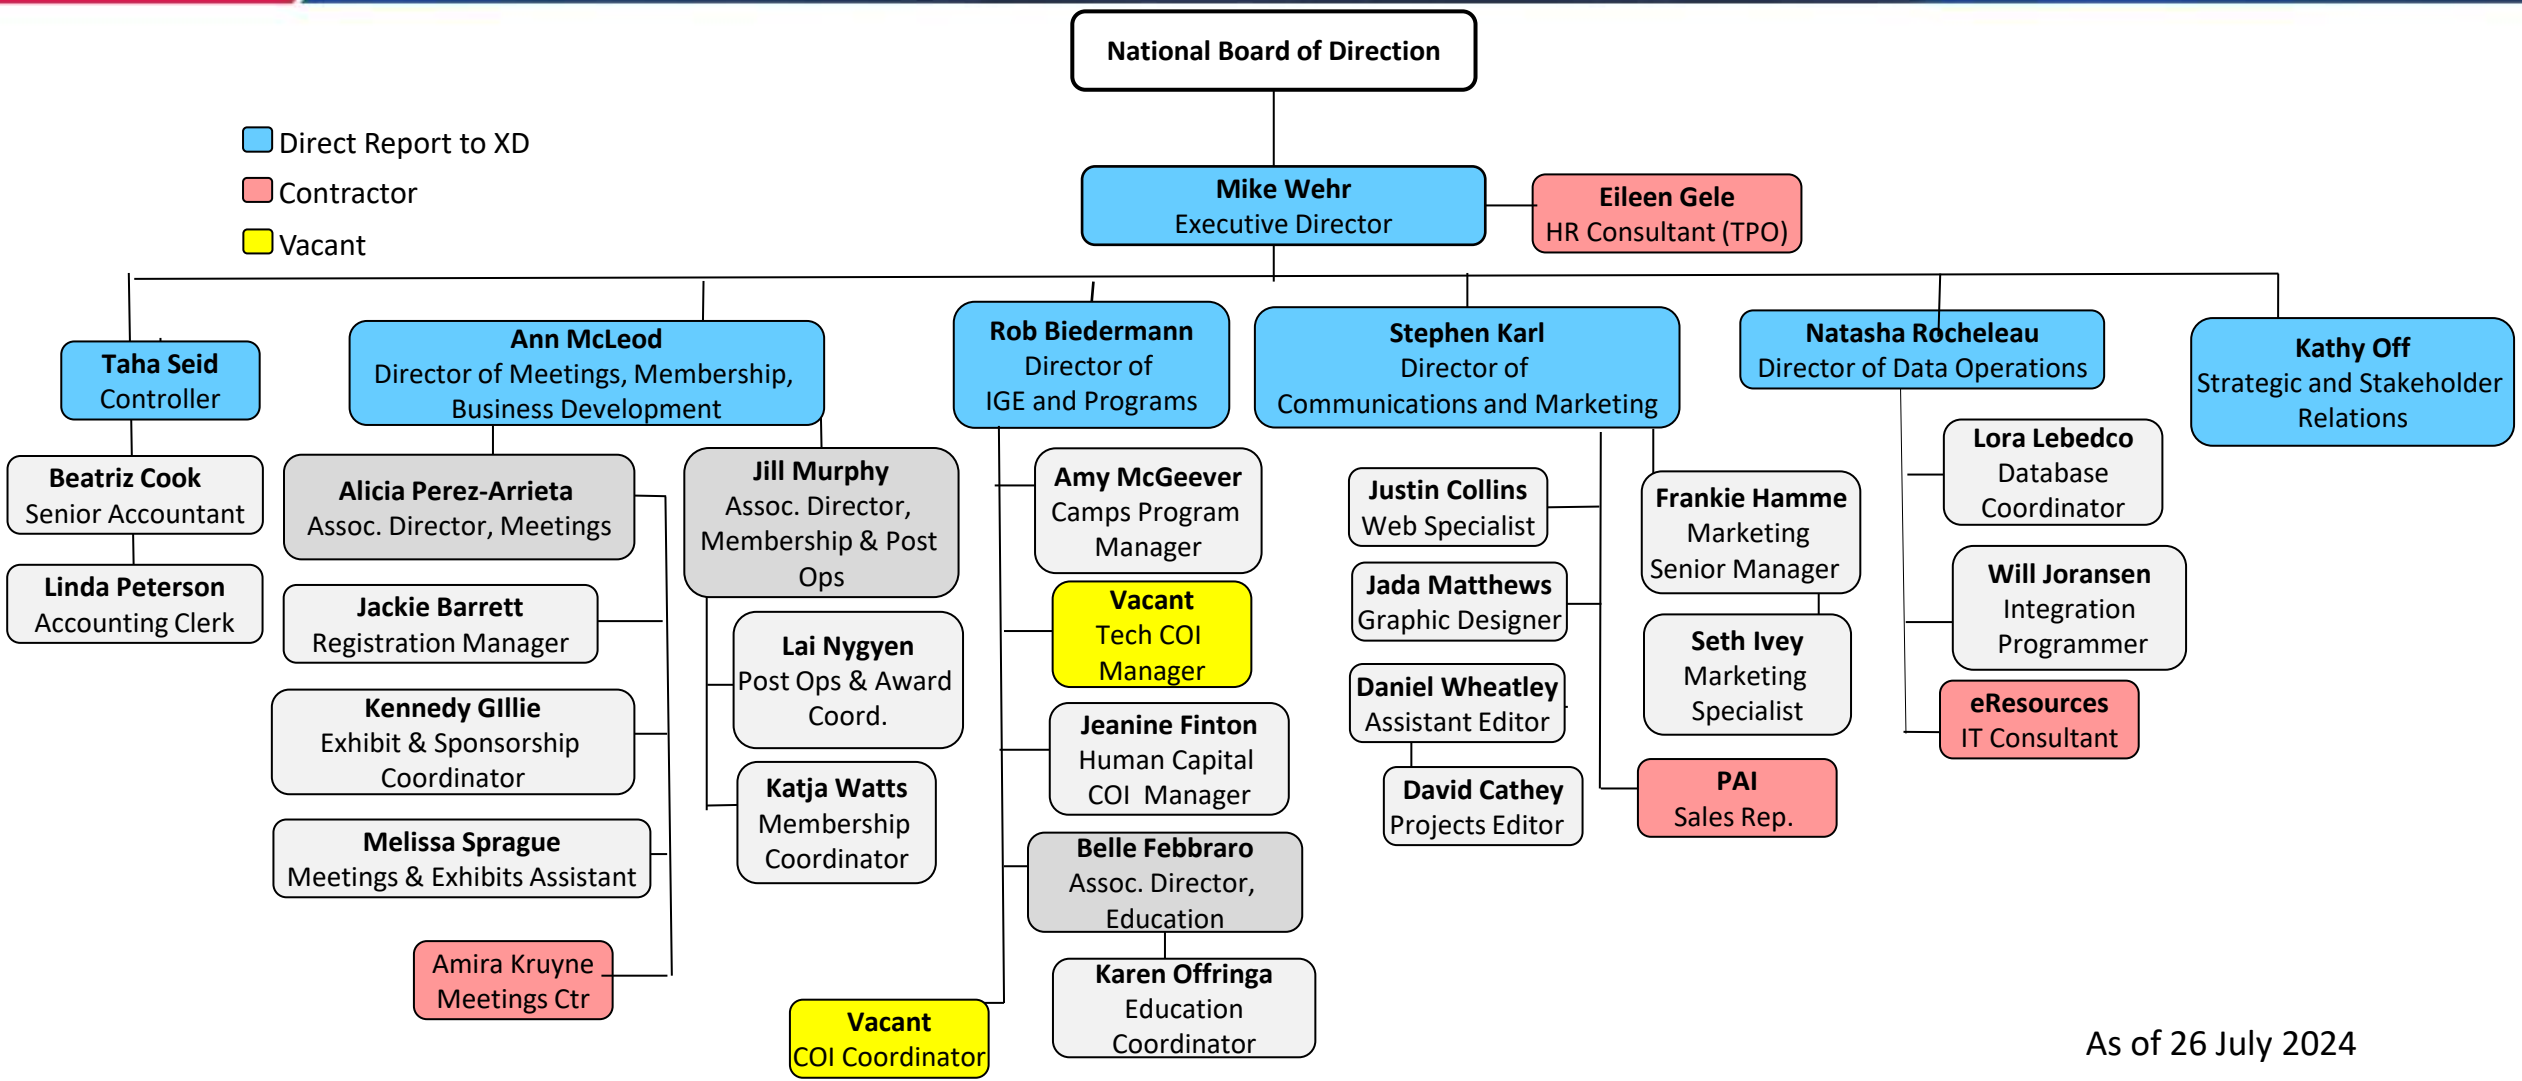 National Board of Direction
Direct Report to XD
Contractor
Vacant
Mike Wehr
Executive Director
Eileen Gele
HR Consultant (TPO)
Taha Seid
Controller
Beatriz Cook
Senior Accountant
Linda Peterson
Accounting Clerk
Ann McLeod
Director of Meetings, Membership,
Business Development
Alicia Perez-Arrieta
Assoc. Director, Meetings
Jackie Barrett
Registration Manager
Kennedy GIllie
Exhibit & Sponsorship
Coordinator
Melissa Sprague
Meetings & Exhibits Assistant
Amira Kruyne
Meetings Ctr
Jill Murphy
Assoc. Director,
Membership & Post
Ops
Lai Nygyen
Post Ops & Award
Coord.
Katja Watts
Membership
Coordinator
Rob Biedermann
Director of
IGE and Programs
Amy McGeever
Camps Program
Manager
Vacant
Tech COI
Manager
Jeanine Finton
Human Capital
COI Manager
Belle Febbraro
Assoc. Director,
Education
Karen Offringa
Education
Coordinator
Vacant
COI Coordinator
Stephen Karl
Director of
Communications and Marketing
Justin Collins
Web Specialist
Jada Matthews
Graphic Designer
Daniel Wheatley
Assistant Editor
David Cathey
Projects Editor
Frankie Hamme
Marketing
Senior Manager
Seth Ivey
Marketing
Specialist
PAI
Sales Rep.
Natasha Rocheleau
Director of Data Operations
Lora Lebedco
Database
Coordinator
Will Joransen
Integration
Programmer
eResources
IT Consultant
Kathy Off
Strategic and Stakeholder
Relations
As of 26 July 2024